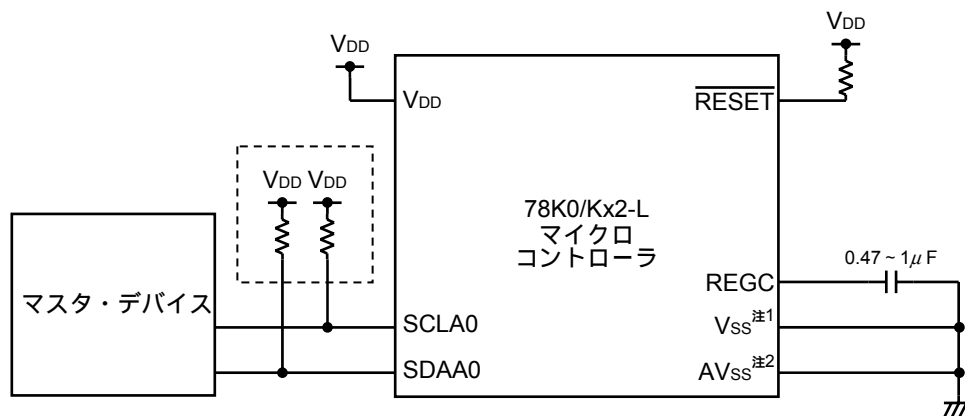 VDD
VDD
VDD
RESET
VDD VDD
78K0/Kx2-L
マイクロ
コントローラ
マスタ・デバイス
REGC
0.47 ~ 1μ F
SCLA0
VSS注1
SDAA0
AVSS注2